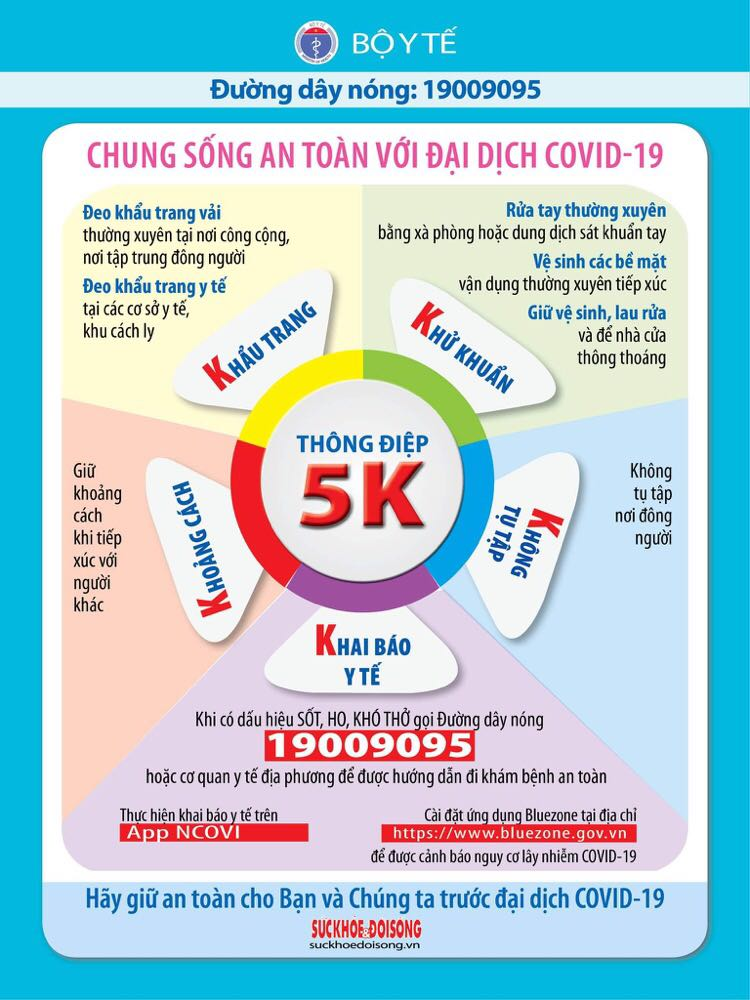 BỘ Y TẾ
Đường dây nóng: 19009095
CHUNG SỐNG AN TOÀN VỚI ĐẠI DỊCH COVID-19
Đeo khẩu trang vải
thường xuyên tại nơi công cộng,
nơi tập trung đông người
Đeo khẩu trang y tế
tại các cơ sở y tế,
khu cách ly
KHẨU TRANG
Rửa tay thường xuyên
bằng xà phòng hoặc dung dịch sát khuẩn tay
Vệ sinh các bề mặt
vận dụng thường xuyên tiếp xúc
Giữ vệ sinh, lau rửa
và để nhà cửa
thông thoáng
KHỬ KHUẨN
THÔNG ĐIỆP
5K
Giữ
khoảng
cách
khi tiếp
xúc với
người
khác
KHOẢNG CÁCH
KHÔNG
TỤ TẬP
Không
tụ tập
nơi đông
người
KHAI BÁO
Y TẾ
Khi có dấu hiệu SỐT, HO, KHÓ THỞ gọi Đường dây nóng
19009095
hoặc cơ quan y tế địa phương để được hướng dẫn đi khám bệnh an toàn
Thực hiện khai báo y tế trên
App NCOVI
Cài đặt ứng dụng Bluezone tại địa chỉ
https://www.bluezone.gov.vn
để được cảnh báo nguy cơ lây nhiễm COVID-19
Hãy giữ an toàn cho Bạn và Chúng ta trước đại dịch COVID-19
SUCKHOE&DOISONG
suckhoedoisong.vn